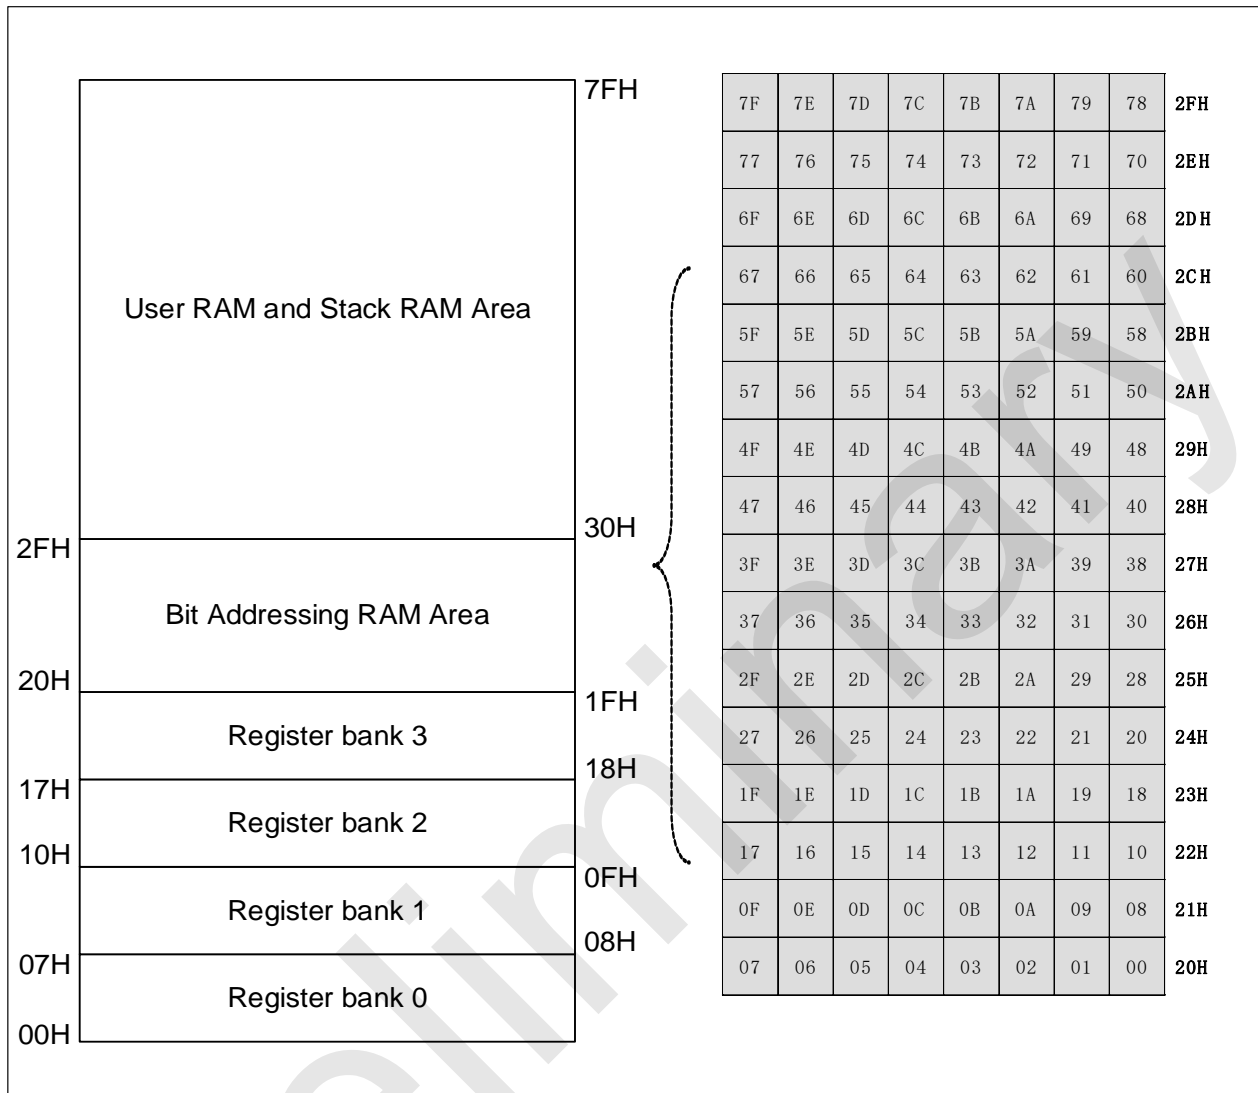 7FH
User RAM and Stack RAM Area
30H
2FH
Bit Addressing RAM Area
20H
1FH
Register bank 3
18H
17H
Register bank 2
10H
0FH
Register bank 1
08H
07H
Register bank 0
00H
7F 7E 7D 7C 7B 7A 79 78 2FH
77 76 75 74 73 72 71 70 2EH
6F 6E 6D 6C 6B 6A 69 68 2DH
67 66 65 64 63 62 61 60 2CH
5F 5E 5D 5C 5B 5A 59 58 2BH
57 56 55 54 53 52 51 50 2AH
4F 4E 4D 4C 4B 4A 49 48 29H
47 46 45 44 43 42 41 40 28H
3F 3E 3D 3C 3B 3A 39 38 27H
37 36 35 34 33 32 31 30 26H
2F 2E 2D 2C 2B 2A 29 28 25H
27 26 25 24 23 22 21 20 24H
1F 1E 1D 1C 1B 1A 19 18 23H
17 16 15 14 13 12 11 10 22H
0F 0E 0D 0C 0B 0A 09 08 21H
07 06 05 04 03 02 01 00 20H